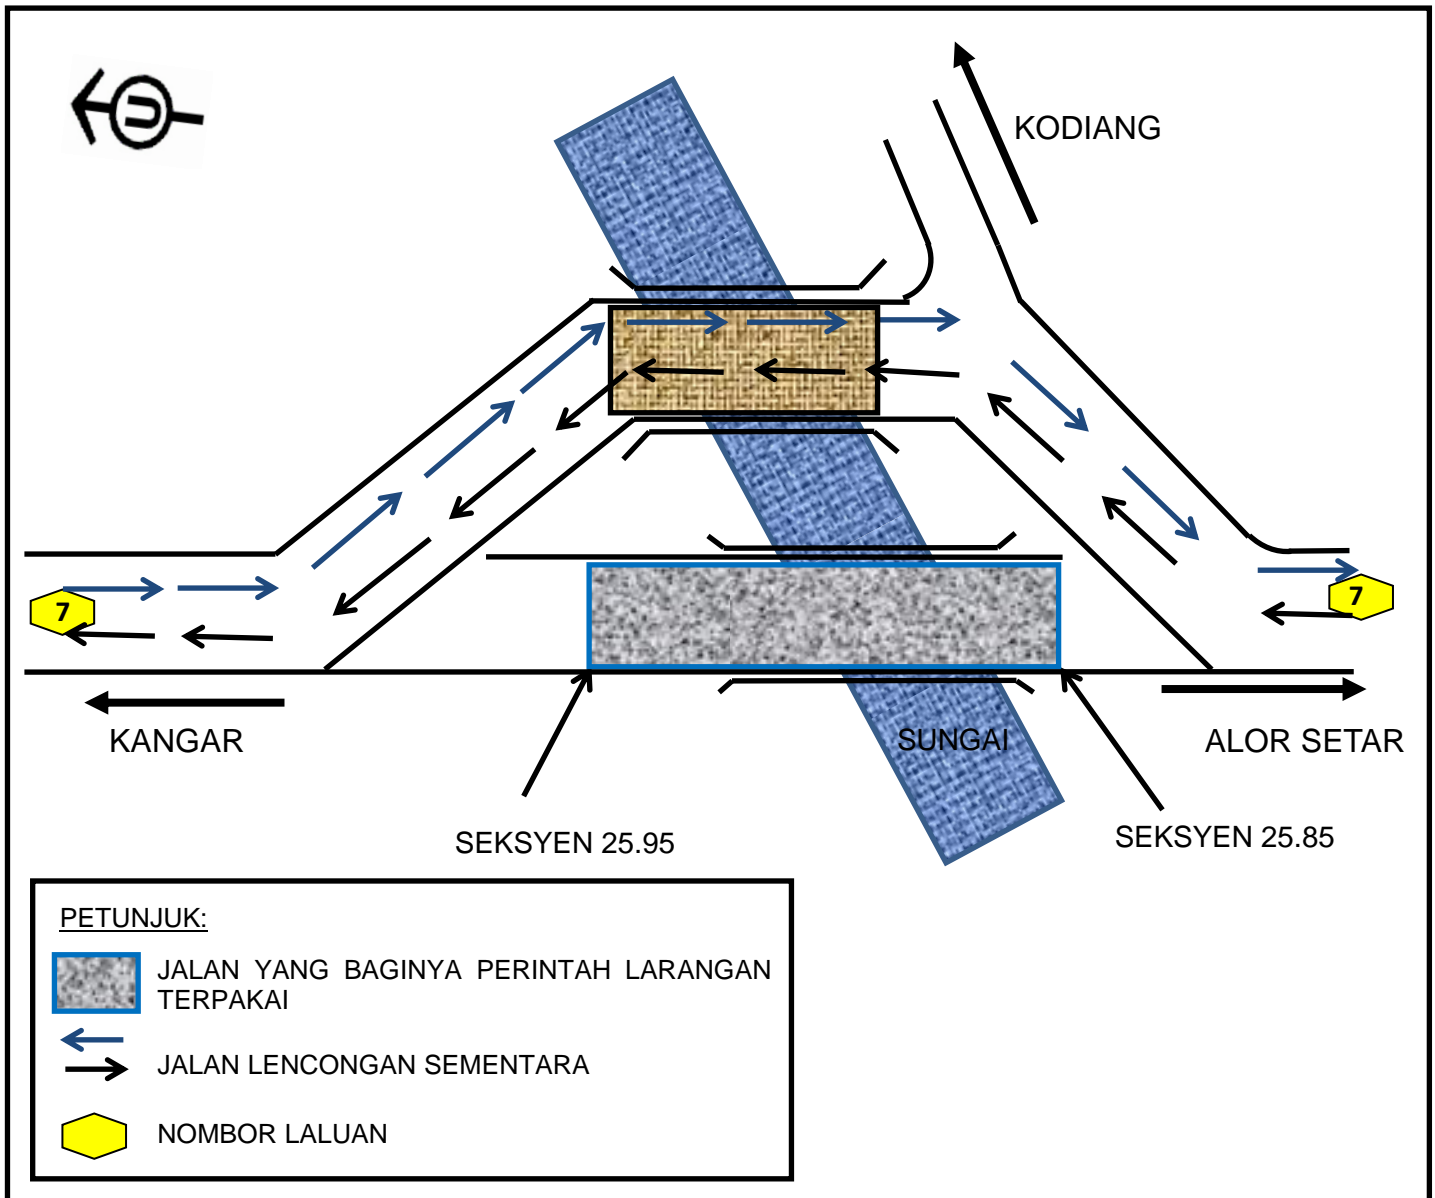 U
KODIANG
7
7
KANGAR
SUNGAI
ALOR SETAR
SEKSYEN 25.95
SEKSYEN 25.85
PETUNJUK:
JALAN YANG BAGINYA PERINTAH LARANGAN
TERPAKAI
JALAN LENCONGAN SEMENTARA
NOMBOR LALUAN